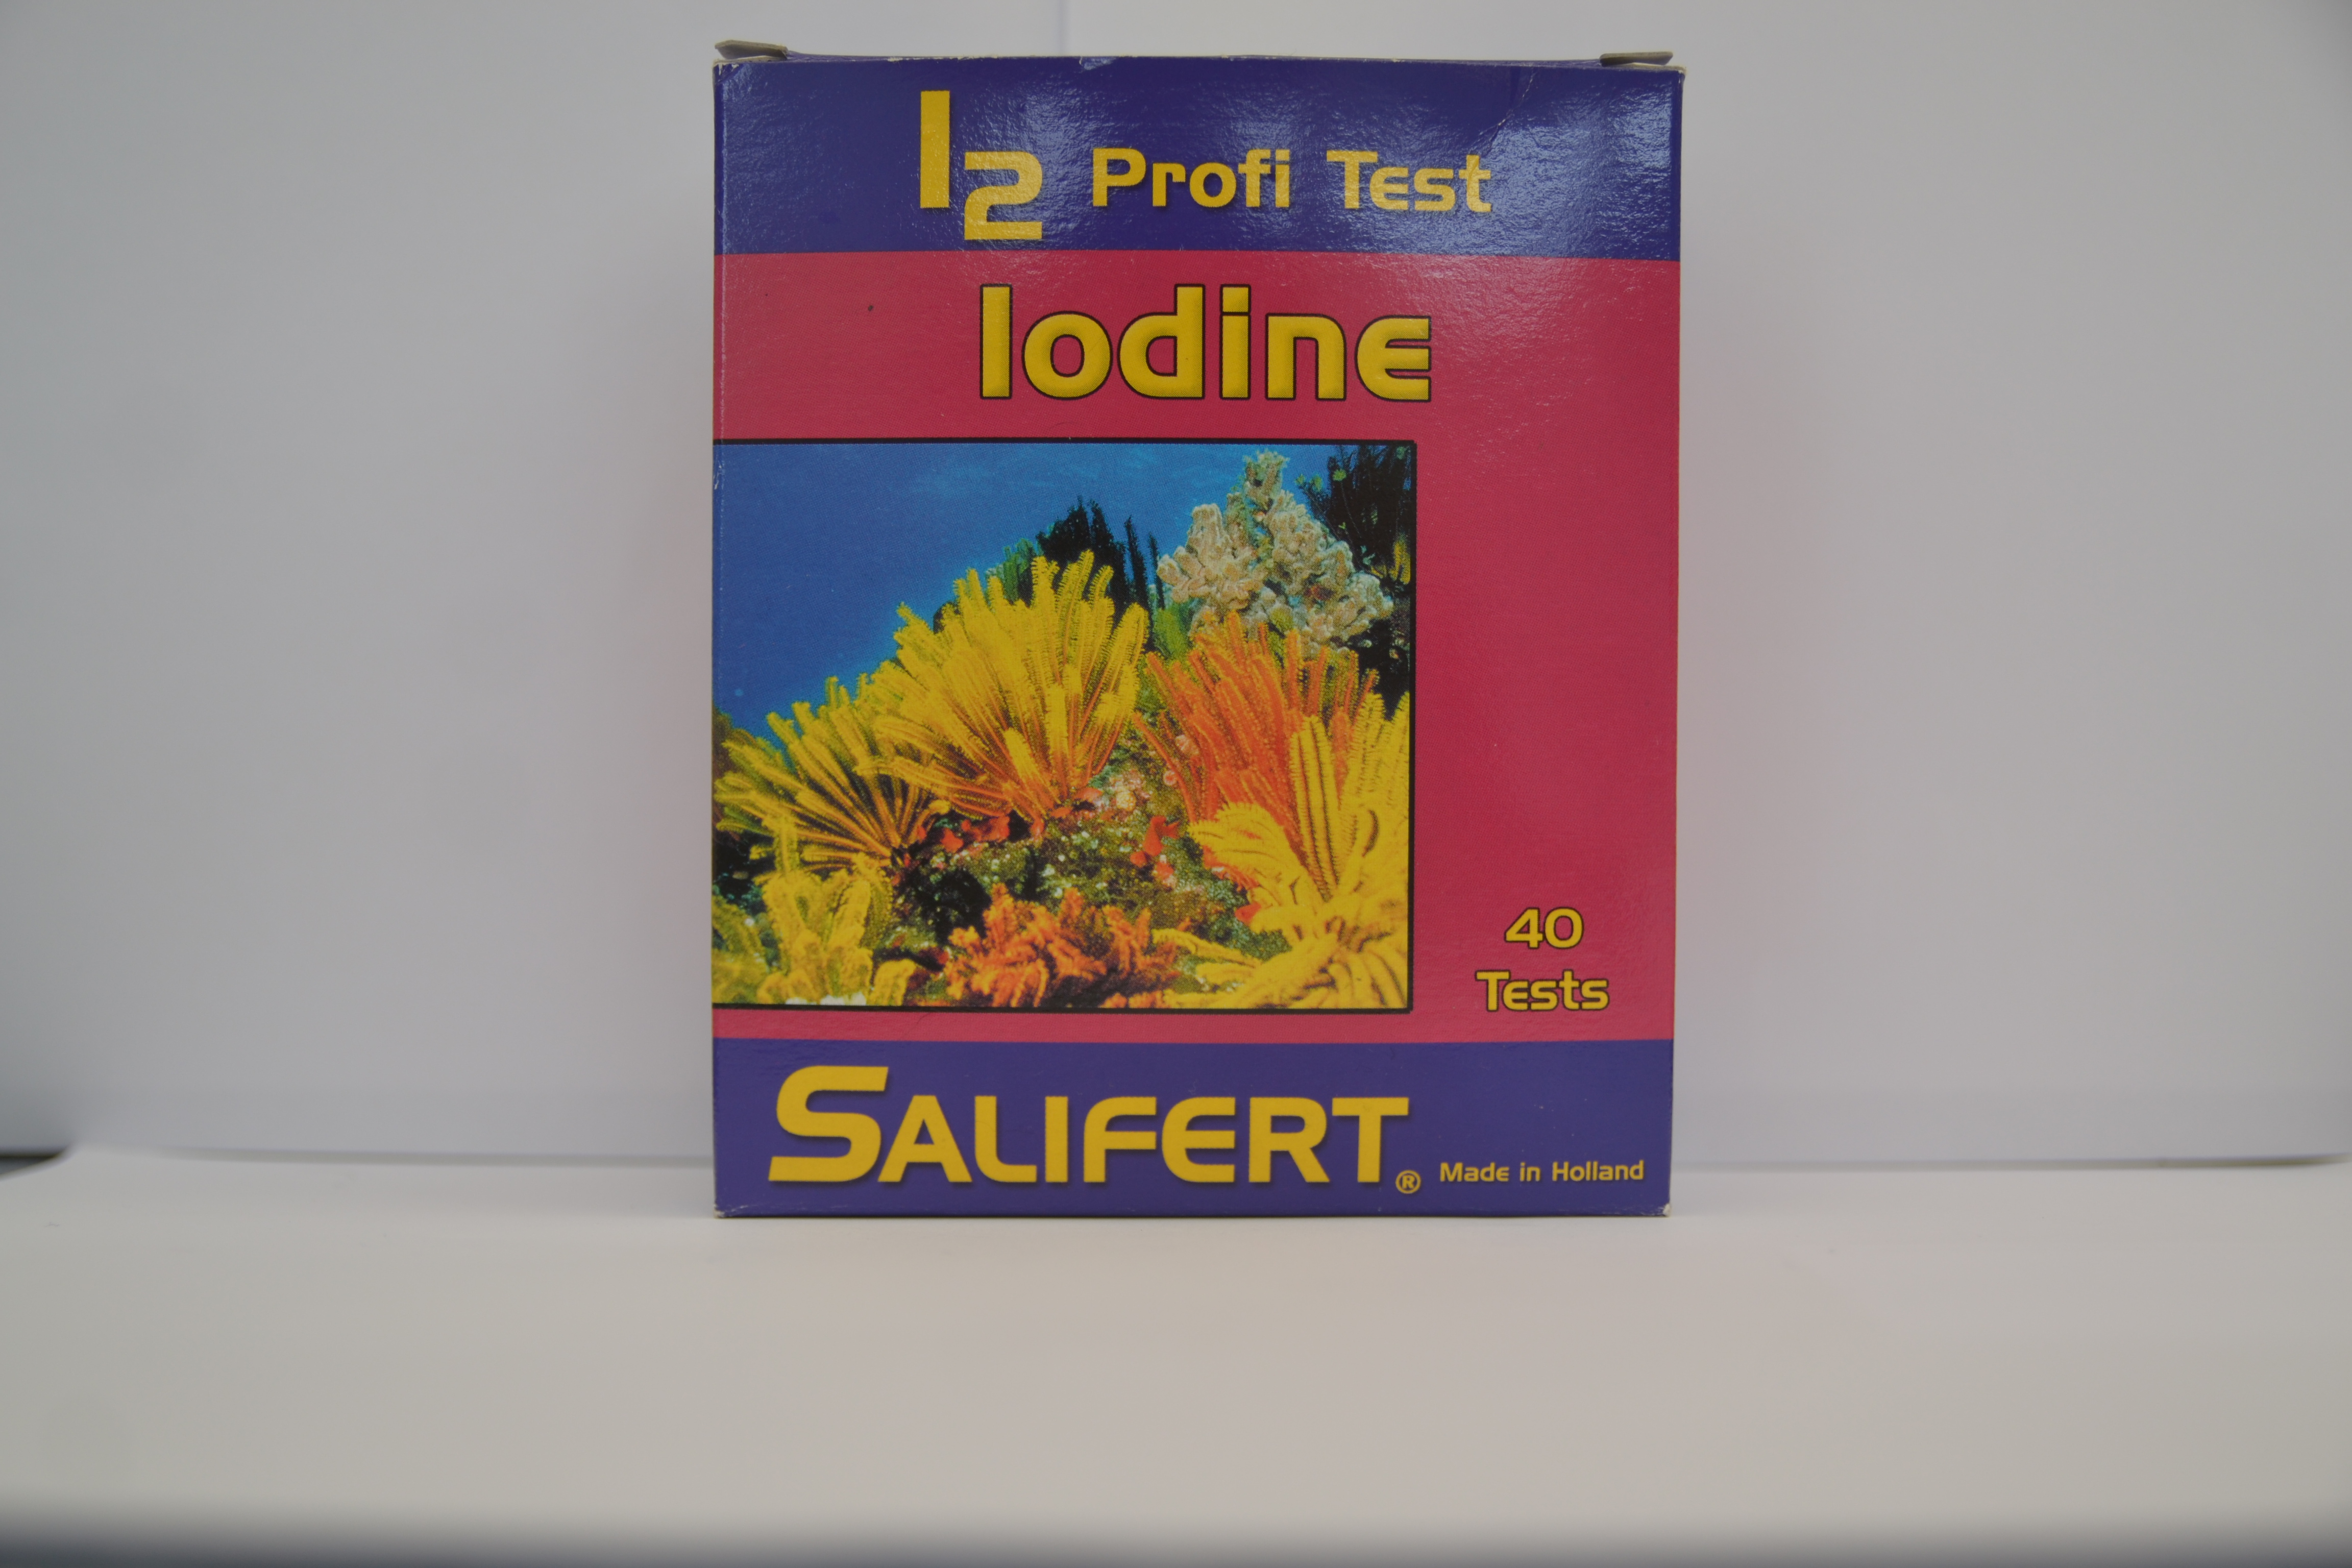 I2 Profi Test
Iodine
40
Tests
SALIFERT® Made in Holland